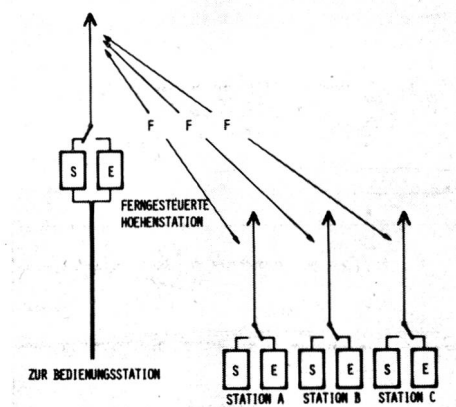 F F F
S E
FERNGESTEUERTE
HOEHENSTATION
S E S E S E
ZUR BEDIENUNGSSTATION
STATION A STATION B STATION C